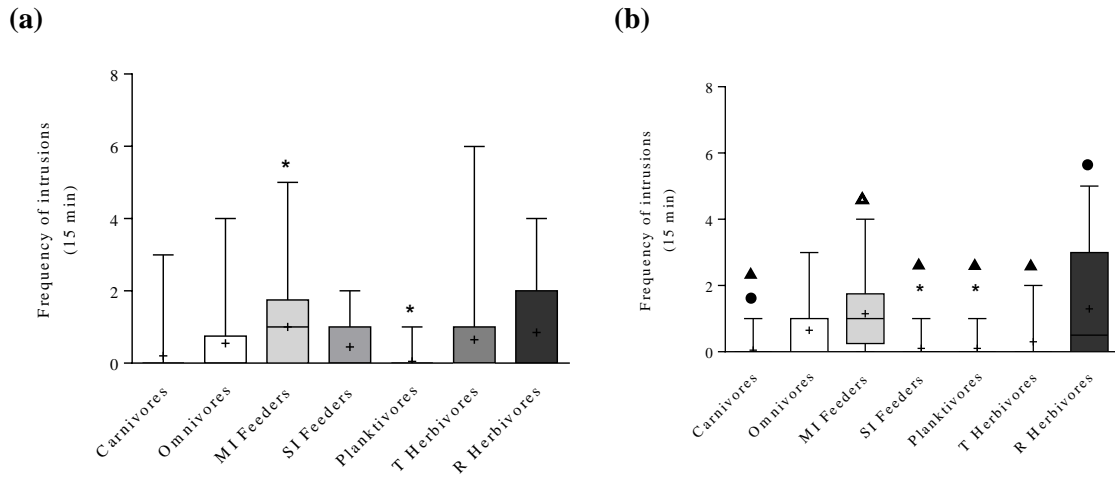 (a)
Frequency of intrusions
(15 min)
8
6
4
2
0
*
*
Carnivores
Omnivores
MI Feeders
SI Feeders
Planktivores
T Herbivores
R Herbivores
(b)
Frequency of intrusions
(15 min)
8
6
4
2
0
*
*
Carnivores
Omnivores
MI Feeders
SI Feeders
Planktivores
T Herbivores
R Herbivores